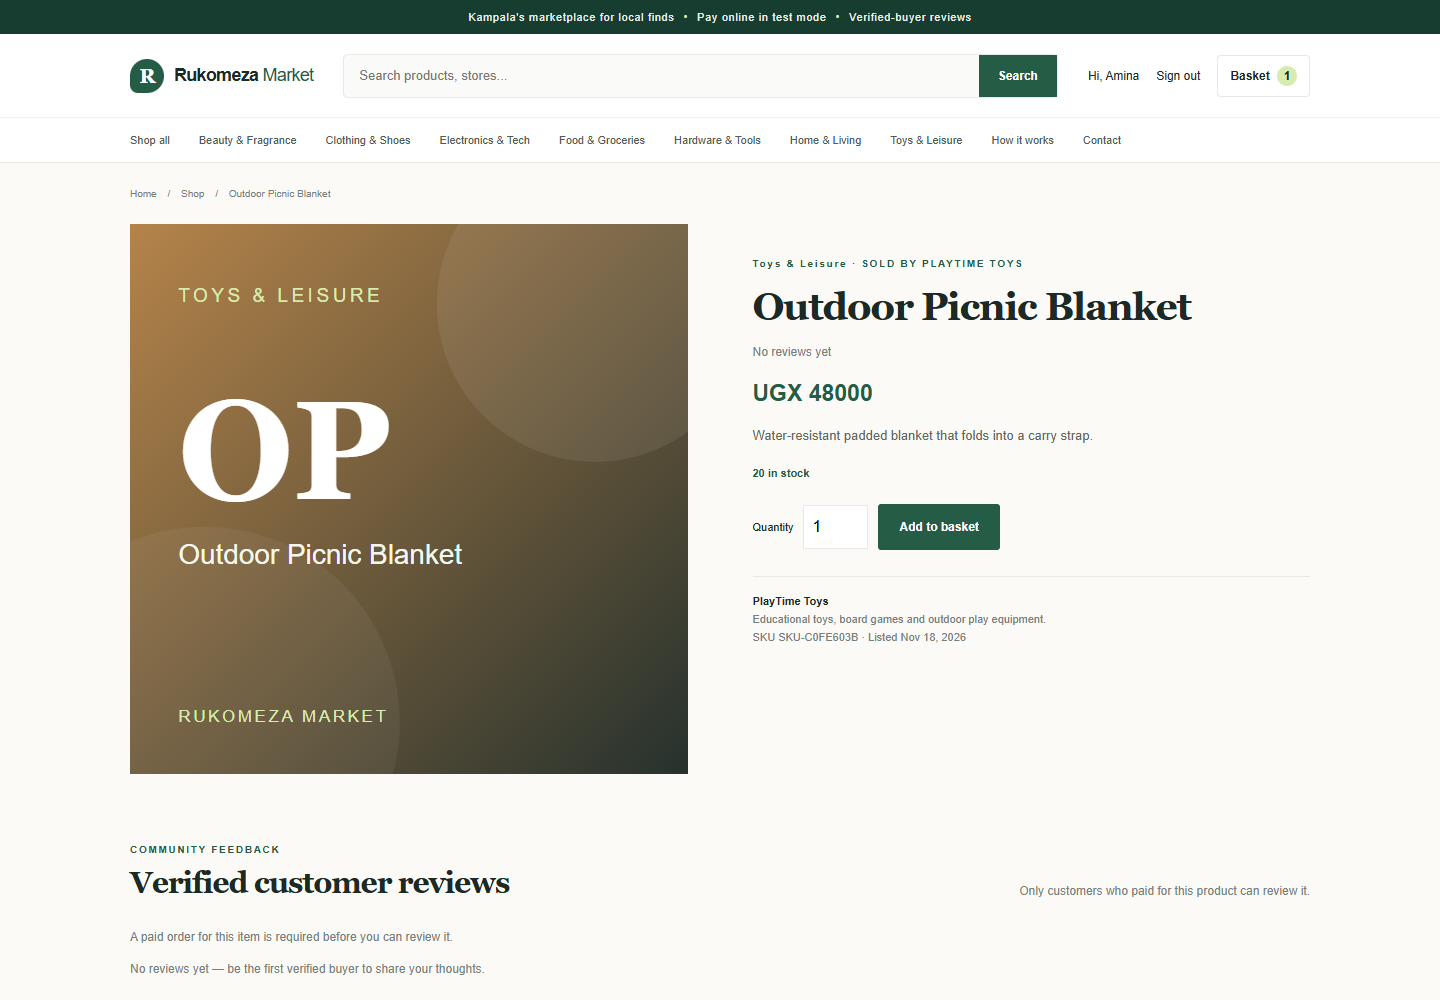 Kampala's marketplace for local finds • Pay online in test mode • Verified-buyer reviews
R Rukomeza Market
Search products, stores...
Search
Hi, Amina
Sign out
Basket 1
Shop all
Beauty & Fragrance
Clothing & Shoes
Electronics & Tech
Food & Groceries
Hardware & Tools
Home & Living
Toys & Leisure
How it works
Contact
Home / Shop / Outdoor Picnic Blanket
TOYS & LEISURE
OP
Outdoor Picnic Blanket
RUKOMEZA MARKET
Toys & Leisure · SOLD BY PLAYTIME TOYS
Outdoor Picnic Blanket
No reviews yet
UGX 48000
Water-resistant padded blanket that folds into a carry strap.
20 in stock
Quantity 1 Add to basket
PlayTime Toys
Educational toys, board games and outdoor play equipment.
SKU SKU-C0FE603B · Listed Nov 18, 2026
COMMUNITY FEEDBACK
Verified customer reviews
Only customers who paid for this product can review it.
A paid order for this item is required before you can review it.
No reviews yet — be the first verified buyer to share your thoughts.